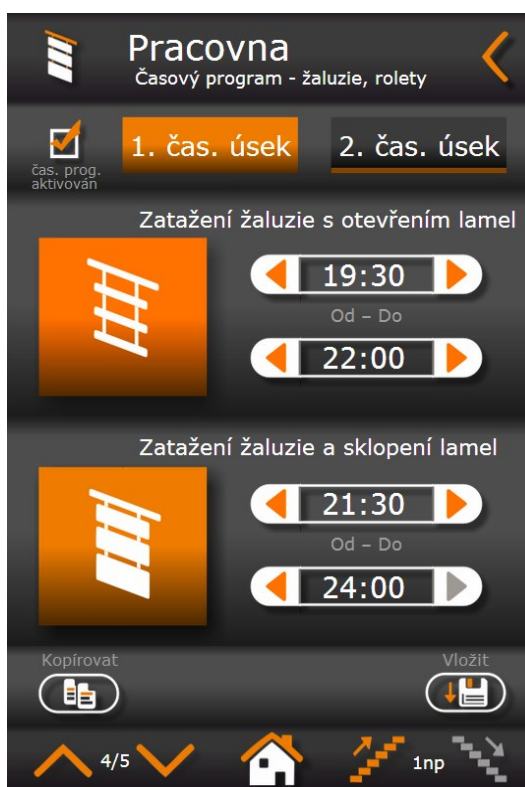 Pracovna
Časový program - žaluzie, rolety
čas. prog.
aktivován
1. čas. úsek
2. čas. úsek
Zatažení žaluzie s otevřením lamel
19:30
Od – Do
22:00
Zatažení žaluzie a sklopení lamel
21:30
Od – Do
24:00
Kopírovat
Vložit
4/5
1np